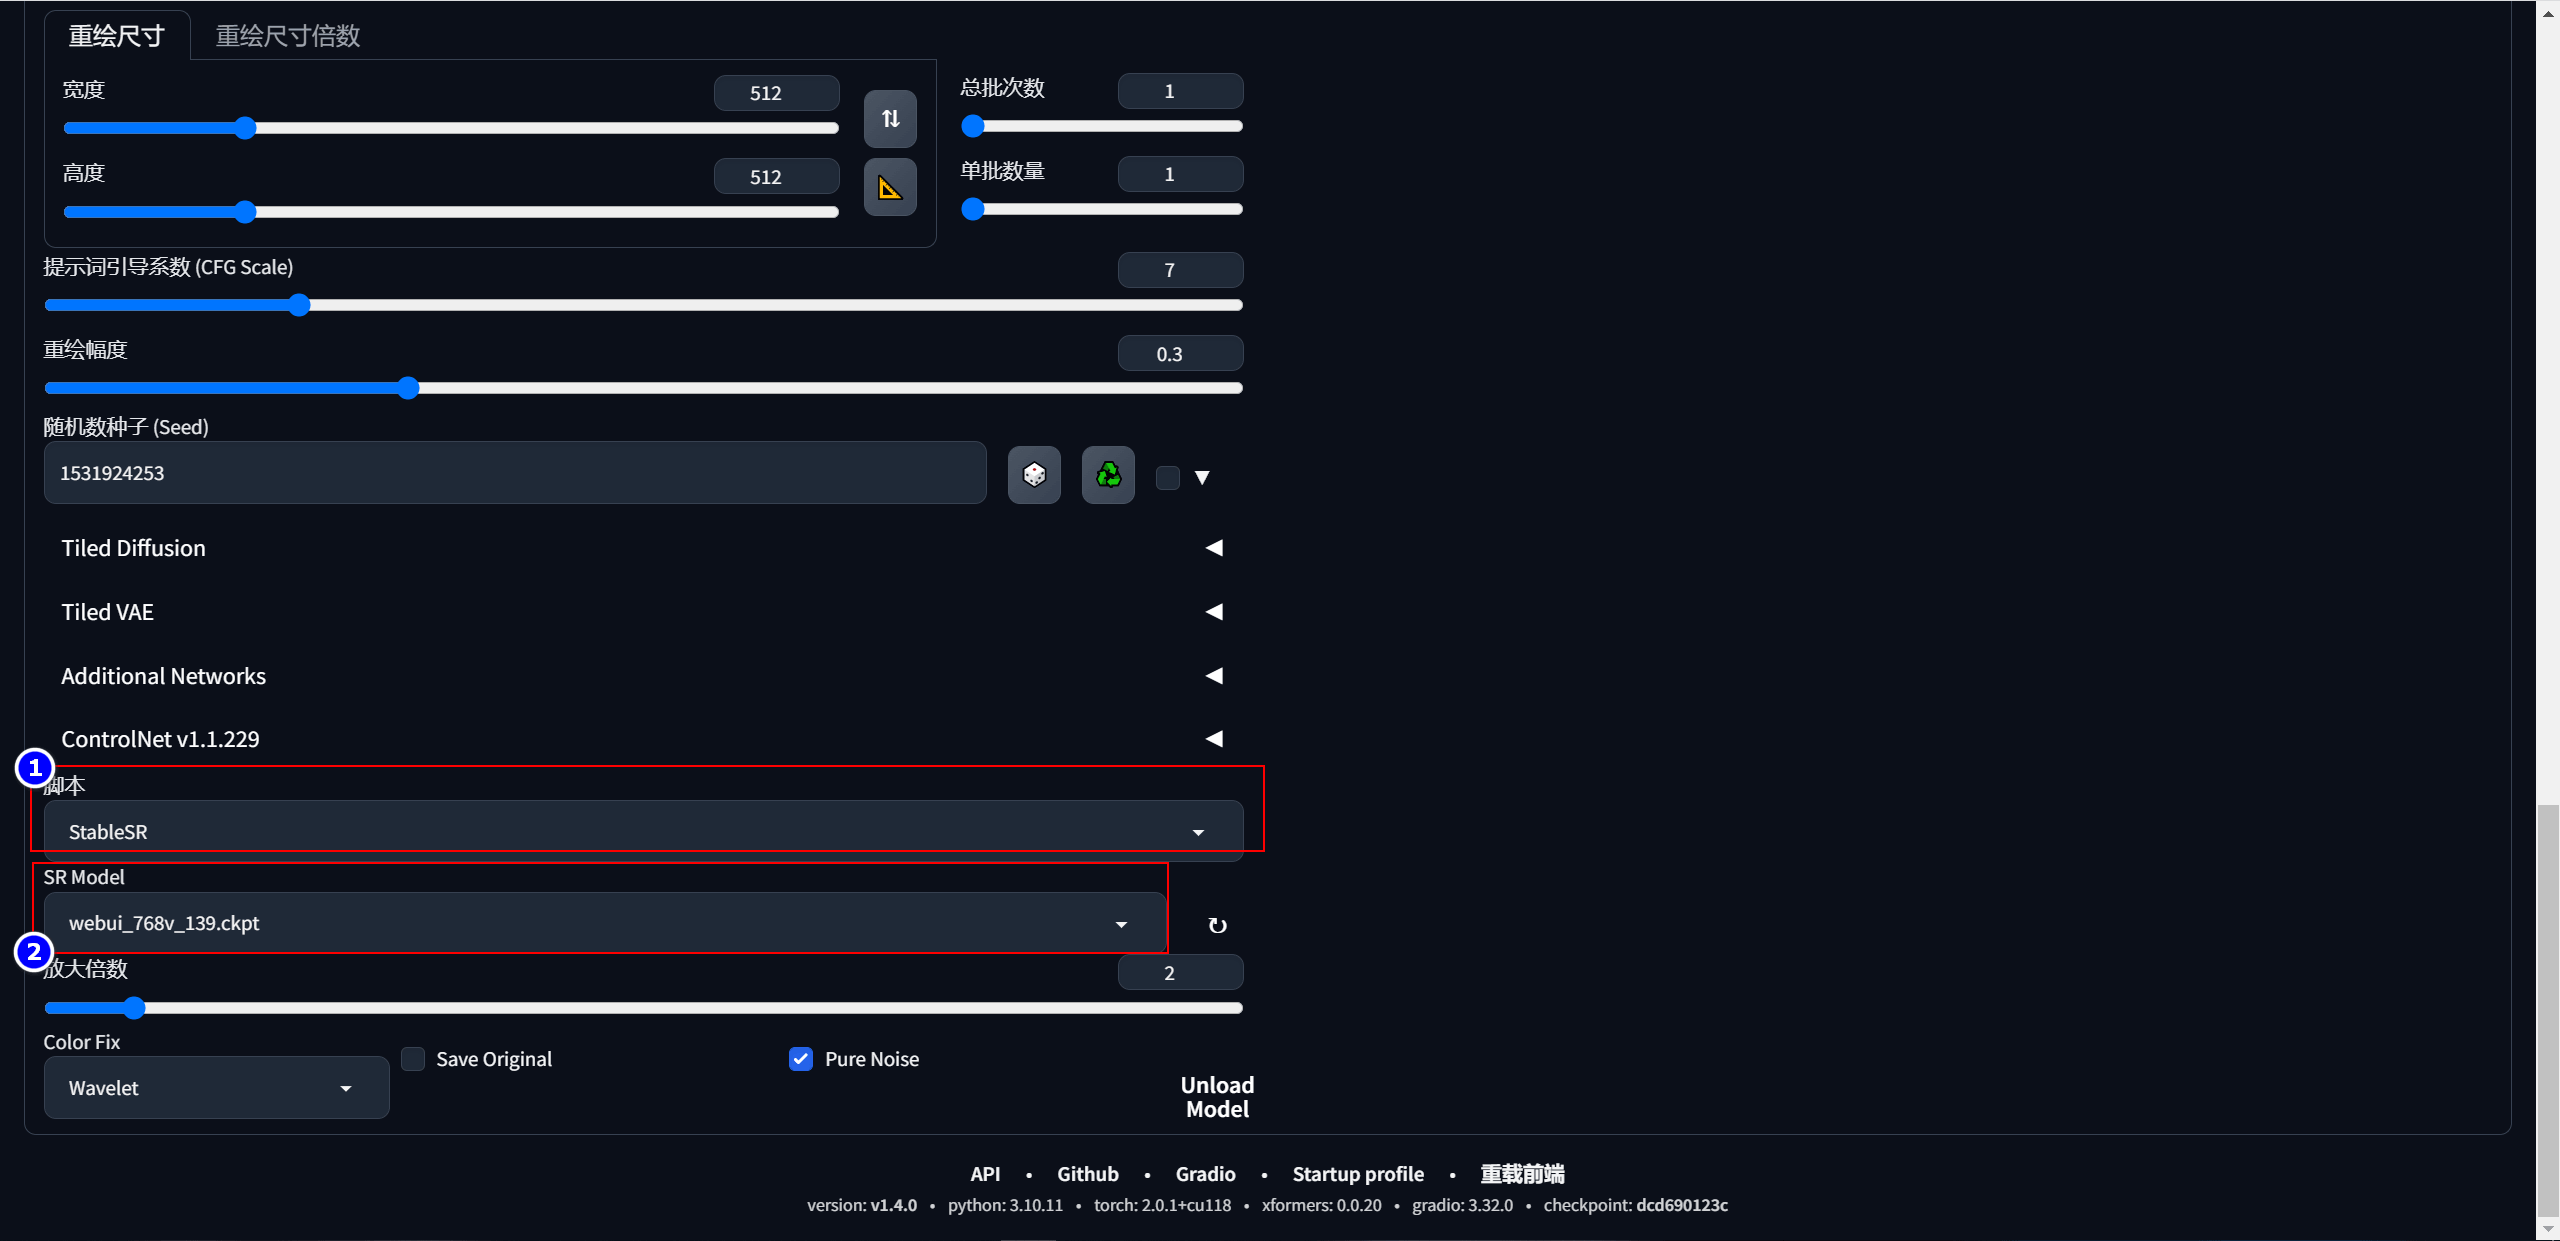 重绘尺寸 重绘尺寸倍数
宽度 512
高度 512
总批次数 1
单批数量 1
提示词引导系数 (CFG Scale) 7
重绘幅度 0.3
随机数种子 (Seed)
1531924253
Tiled Diffusion
Tiled VAE
Additional Networks
ControlNet v1.1.229
1
脚本
StableSR
SR Model
webui_768v_139.ckpt
2
放大倍数 2
Color Fix
Wavelet
Save Original
Pure Noise
Unload
Model
API • Github • Gradio • Startup profile • 重载前端
version: v1.4.0 • python: 3.10.11 • torch: 2.0.1+cu118 • xformers: 0.0.20 • gradio: 3.32.0 • checkpoint: dcd690123c